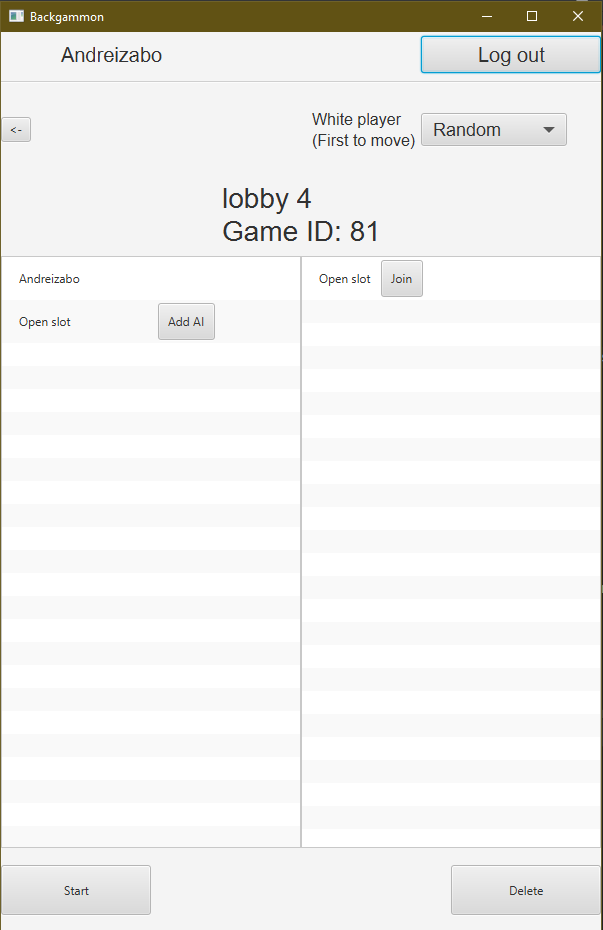 Backgammon
Andreizabo
Log out
<-
White player
(First to move)
Random
lobby 4
Game ID: 81
Andreizabo
Open slot
Add AI
Open slot
Join
Start
Delete